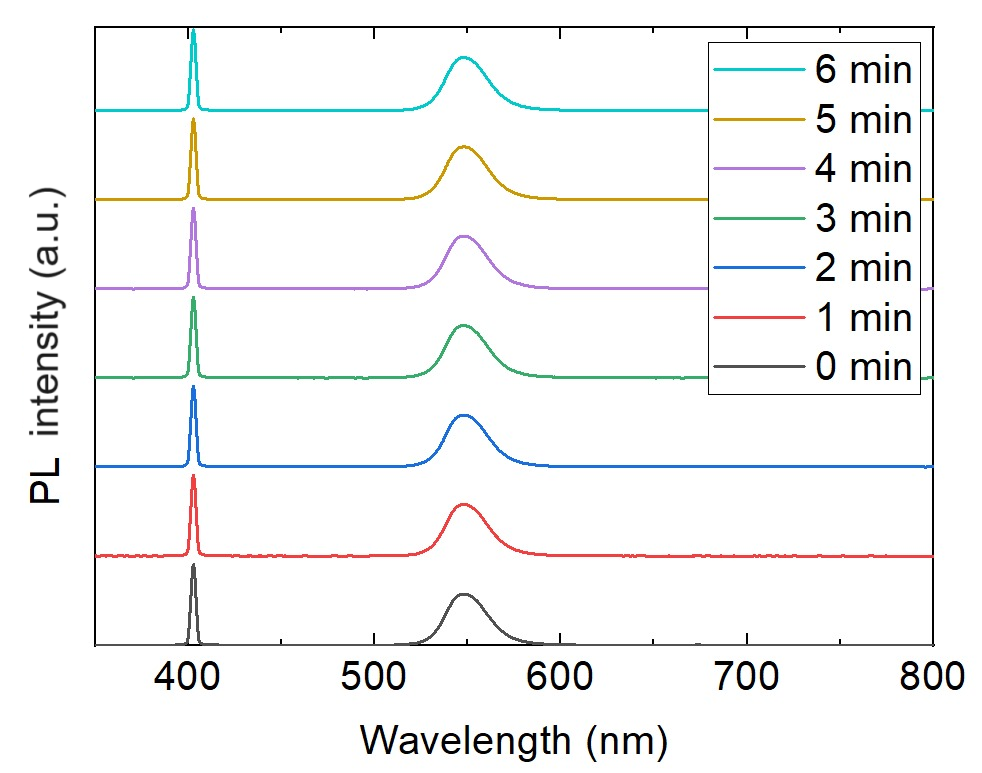 PL intensity (a.u.)
6 min
5 min
4 min
3 min
2 min
1 min
0 min
400 500 600 700 800
Wavelength (nm)